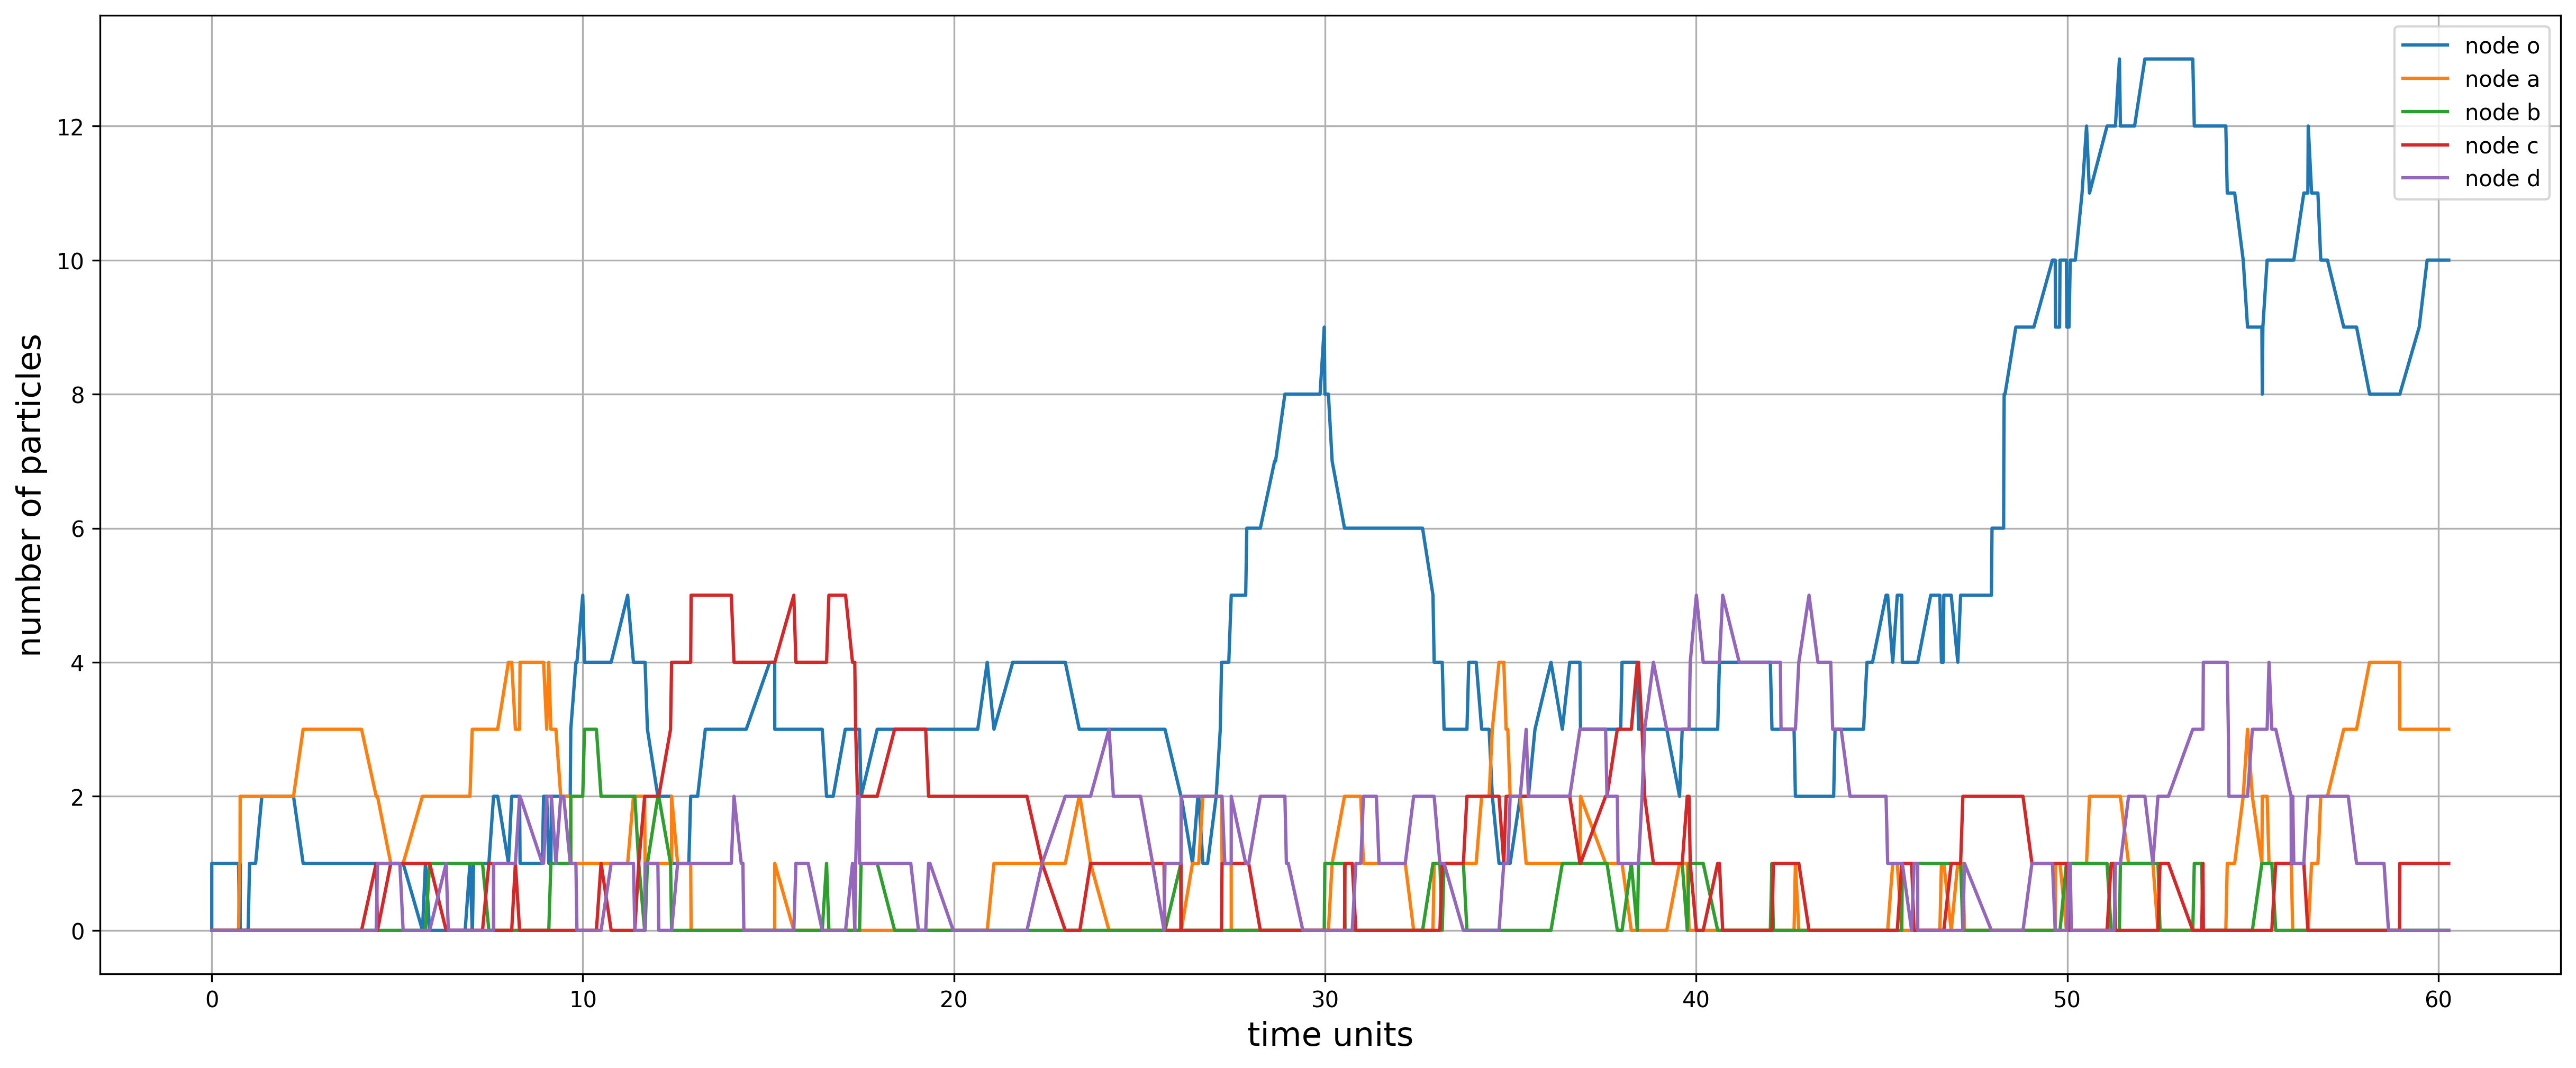 node o
node a
node b
node c
node d
number of particles
12
10
8
6
4
2
0
0 10 20 30 40 50 60
time units